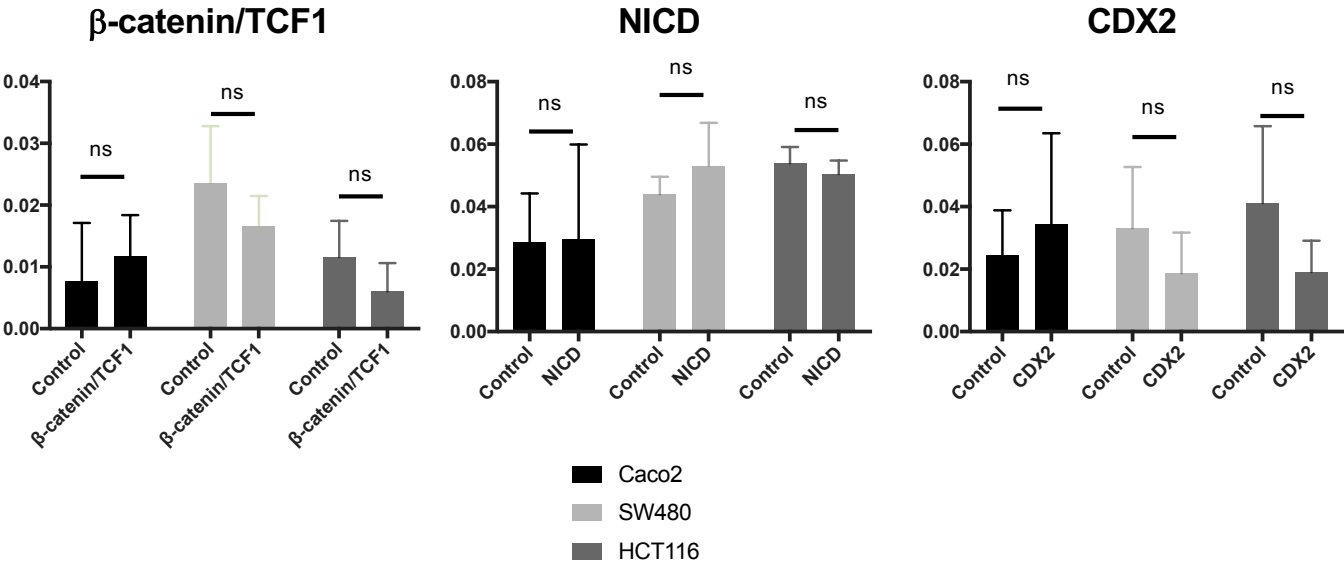 β-catenin/TCF1
0.04
0.03
0.02
0.01
0.00
ns
ns
ns
Control
β-catenin/TCF1
Control
β-catenin/TCF1
Control
β-catenin/TCF1
NICD
0.08
0.06
0.04
0.02
0.00
ns
ns
ns
Control
NICD
Control
NICD
Control
NICD
CDX2
0.08
0.06
0.04
0.02
0.00
ns
ns
ns
Control
CDX2
Control
CDX2
Control
CDX2
Caco2
SW480
HCT116